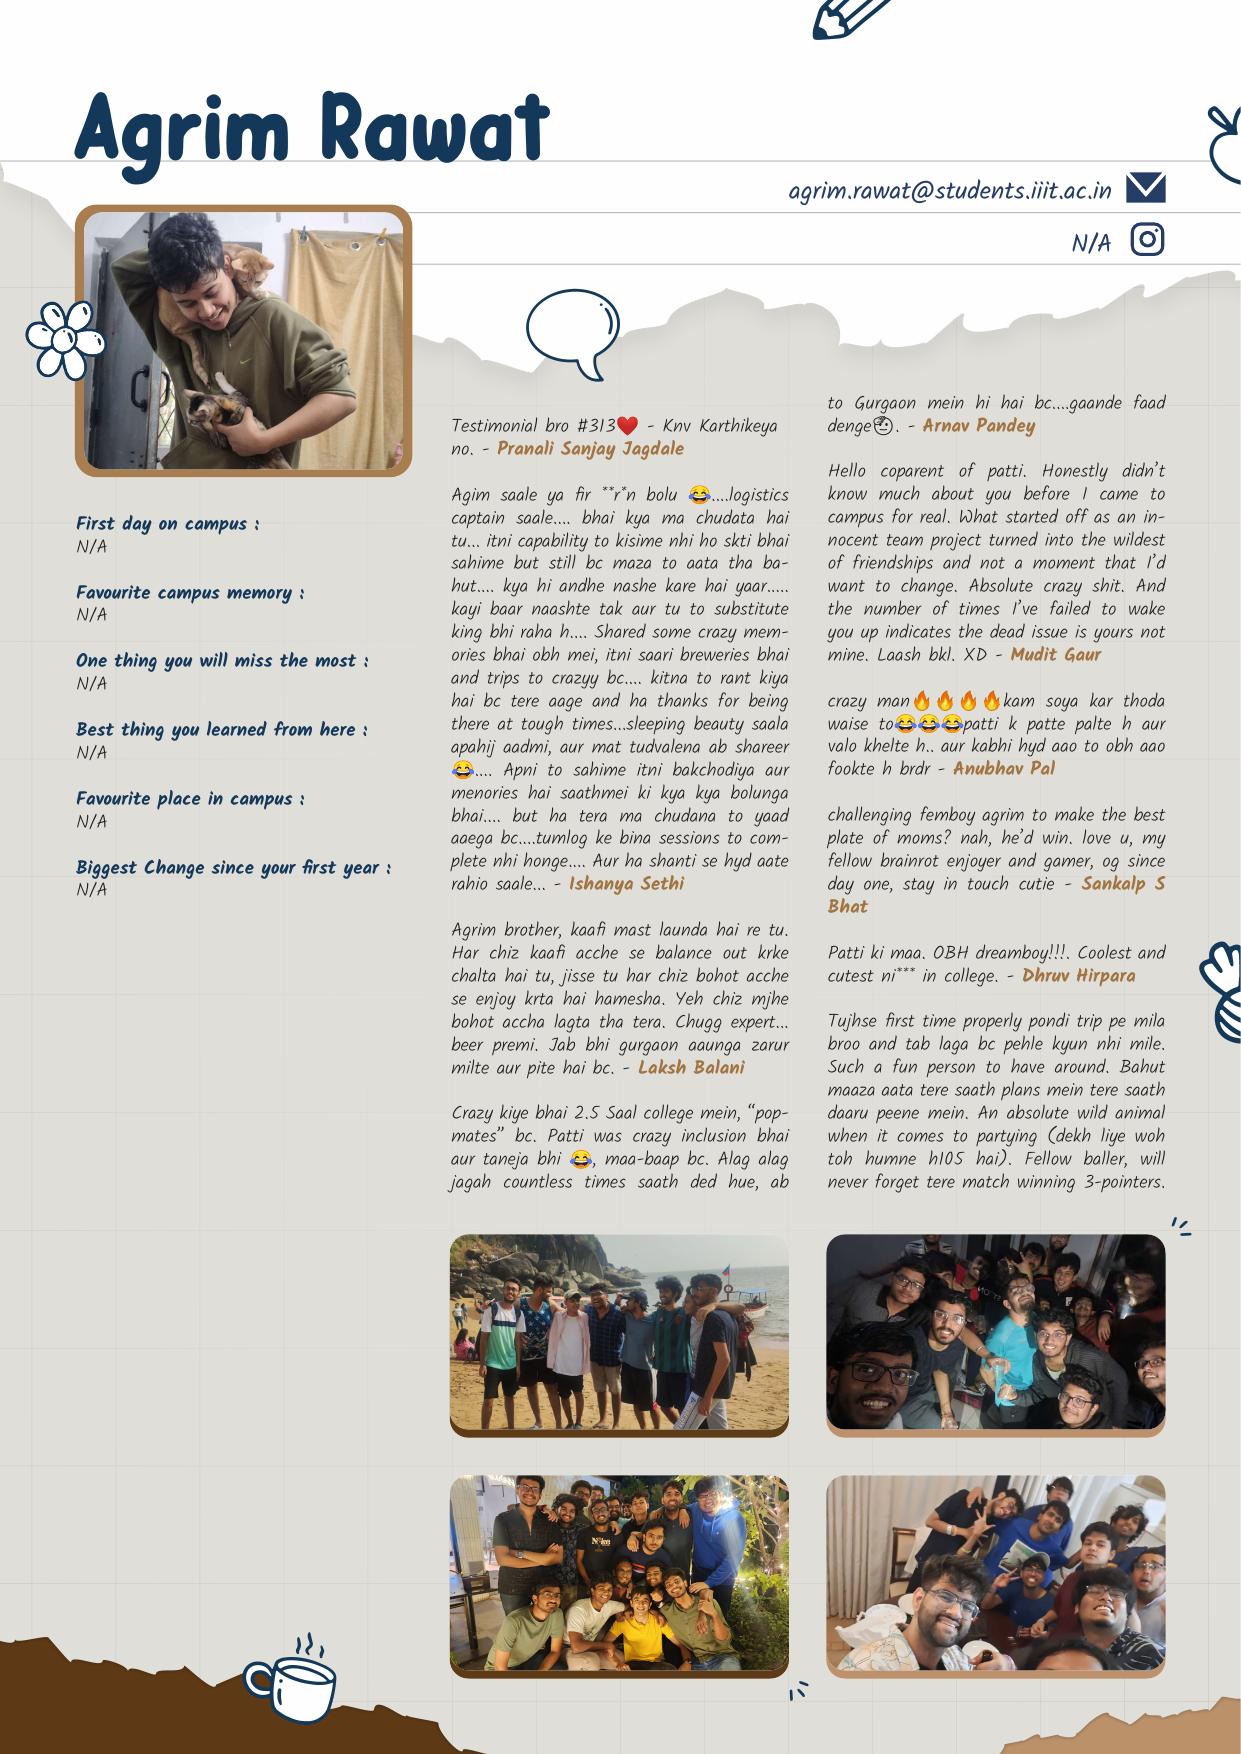 Agrim Rawat
agrim.rawat@students.iiit.ac.in
N/A
First day on campus :
N/A
Favourite campus memory :
N/A
One thing you will miss the most :
N/A
Best thing you learned from here :
N/A
Favourite place in campus :
N/A
Biggest Change since your first year :
N/A
Testimonial bro #313❤️ - Knv Karthikeya
no. - Pranali Sanjay Jagdale
Agim saale ya fir **r*n bolu 😂....logistics
captain saale.... bhai kya ma chudata hai
tu... itni capability to kisime nhi ho skti bhai
sahime but still bc maza to aata tha ba-
hut.... kya hi andhe nashe kare hai yaar.....
kayi baar naashte tak aur tu to substitute
king bhi raha h.... Shared some crazy mem-
ories bhai obh mei, itni saari breweries bhai
and trips to crazyy bc.... kitna to rant kiya
hai bc tere aage and ha thanks for being
there at tough times...sleeping beauty saala
apahij aadmi, aur mat tudvalena ab shareer
😂.... Apni to sahime itni bakchodiya aur
menories hai saathmei ki kya kya bolunga
bhai.... but ha tera ma chudana to yaad
aaega bc....tumlog ke bina sessions to com-
plete nhi honge.... Aur ha shanti se hyd aate
rahio saale... - Ishanya Sethi
Agrim brother, kaafi mast launda hai re tu.
Har chiz kaafi acche se balance out krke
chalta hai tu, jisse tu har chiz bohot acche
se enjoy krta hai hamesha. Yeh chiz mjhe
bohot accha lagta tha tera. Chugg expert...
beer premi. Jab bhi gurgaon aaunga zarur
milte aur pite hai bc. - Laksh Balani
Crazy kiye bhai 2.5 Saal college mein, “pop-
mates” bc. Patti was crazy inclusion bhai
aur taneja bhi 😂, maa-baap bc. Alag alag
jagah countless times saath ded hue, ab
to Gurgaon mein hi hai bc....gaande faad
denge. - Arnav Pandey
Hello coparent of patti. Honestly didn’t
know much about you before I came to
campus for real. What started off as an in-
nocent team project turned into the wildest
of friendships and not a moment that I’d
want to change. Absolute crazy shit. And
the number of times I’ve failed to wake
you up indicates the dead issue is yours not
mine. Laash bkl. XD - Mudit Gaur
crazy man🔥🔥🔥🔥kam soya kar thoda
waise to😂😂😂patti k patte palte h aur
valo khelte h.. aur kabhi hyd aao to obh aao
fookte h brdr - Anubhav Pal
challenging femboy agrim to make the best
plate of moms? nah, he’d win. love u, my
fellow brainrot enjoyer and gamer, og since
day one, stay in touch cutie - Sankalp S
Bhat
Patti ki maa. OBH dreamboy!!!. Coolest and
cutest ni*** in college. - Dhruv Hirpara
Tujhse first time properly pondi trip pe mila
broo and tab laga bc pehle kyun nhi mile.
Such a fun person to have around. Bahut
maaza aata tere saath plans mein tere saath
daaru peene mein. An absolute wild animal
when it comes to partying (dekh liye woh
toh humne h105 hai). Fellow baller, will
never forget tere match winning 3-pointers.